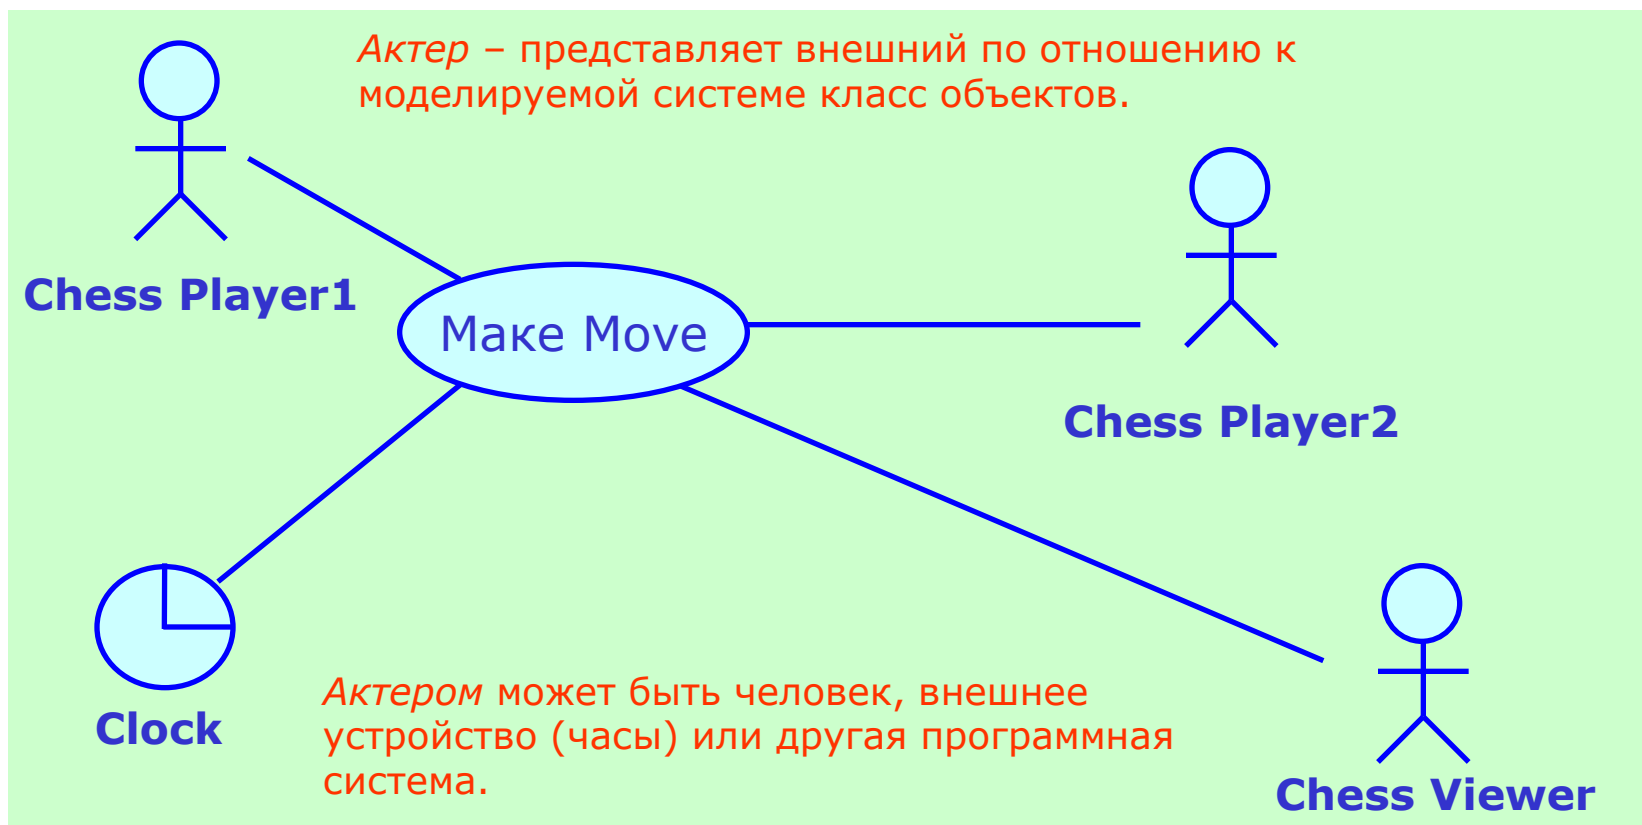 Актер – представляет внешний по отношению к
моделируемой системе класс объектов.
Chess Player1
Маке Move
Chess Player2
Clock
Актером может быть человек, внешнее
устройство (часы) или другая программная
система.
Chess Viewer